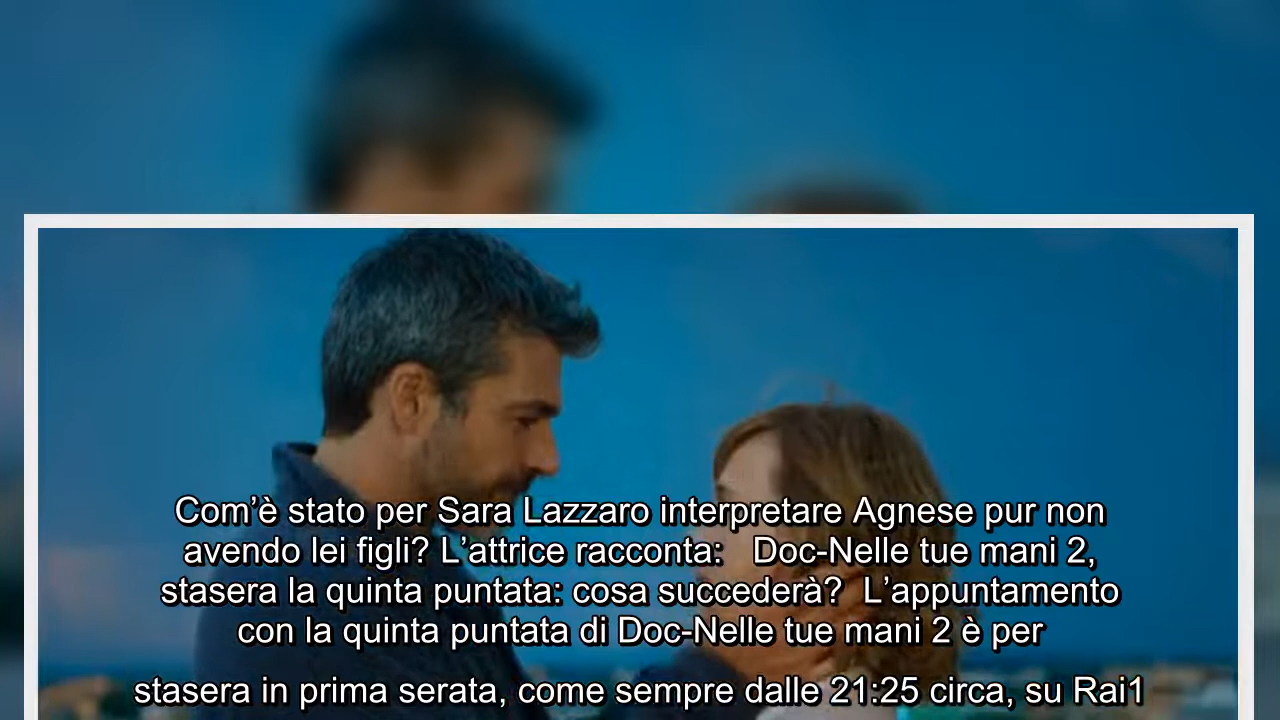 Com’è stato per Sara Lazzaro interpretare Agnese pur non
avendo lei figli? L’attrice racconta:   Doc-Nelle tue mani 2,
stasera la quinta puntata: cosa succederà?  L’appuntamento
con la quinta puntata di Doc-Nelle tue mani 2 è per
stasera in prima serata, come sempre dalle 21:25 circa, su Rai1